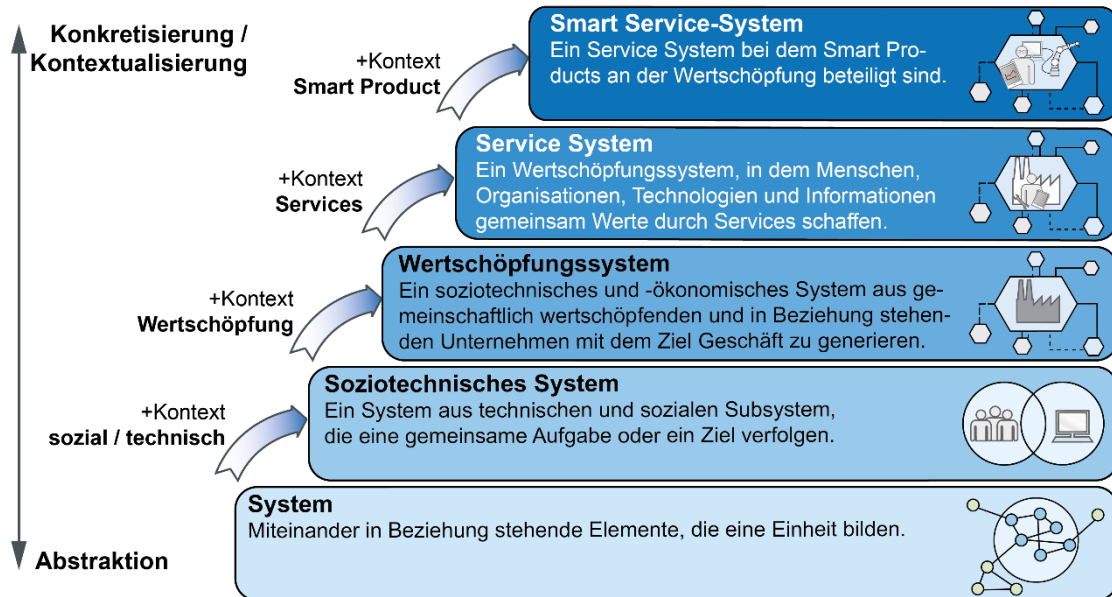 Konkretisierung /
Kontextualisierung
+Kontext
Smart Product
Smart Service-System
Ein Service System bei dem Smart Pro-
ducts an der Wertschöpfung beteiligt sind.
+Kontext
Services
Service System
Ein Wertschöpfungssystem, in dem Menschen,
Organisationen, Technologien und Informationen
gemeinsam Werte durch Services schaffen.
+Kontext
Wertschöpfung
Wertschöpfungssystem
Ein soziotechnisches und -ökonomisches System aus ge-
meinschaftlich wertschöpfenden und in Beziehung stehen-
den Unternehmen mit dem Ziel Geschäft zu generieren.
+Kontext
sozial / technisch
Soziotechnisches System
Ein System aus technischen und sozialen Subsystem,
die eine gemeinsame Aufgabe oder ein Ziel verfolgen.
System
Miteinander in Beziehung stehende Elemente, die eine Einheit bilden.
Abstraktion